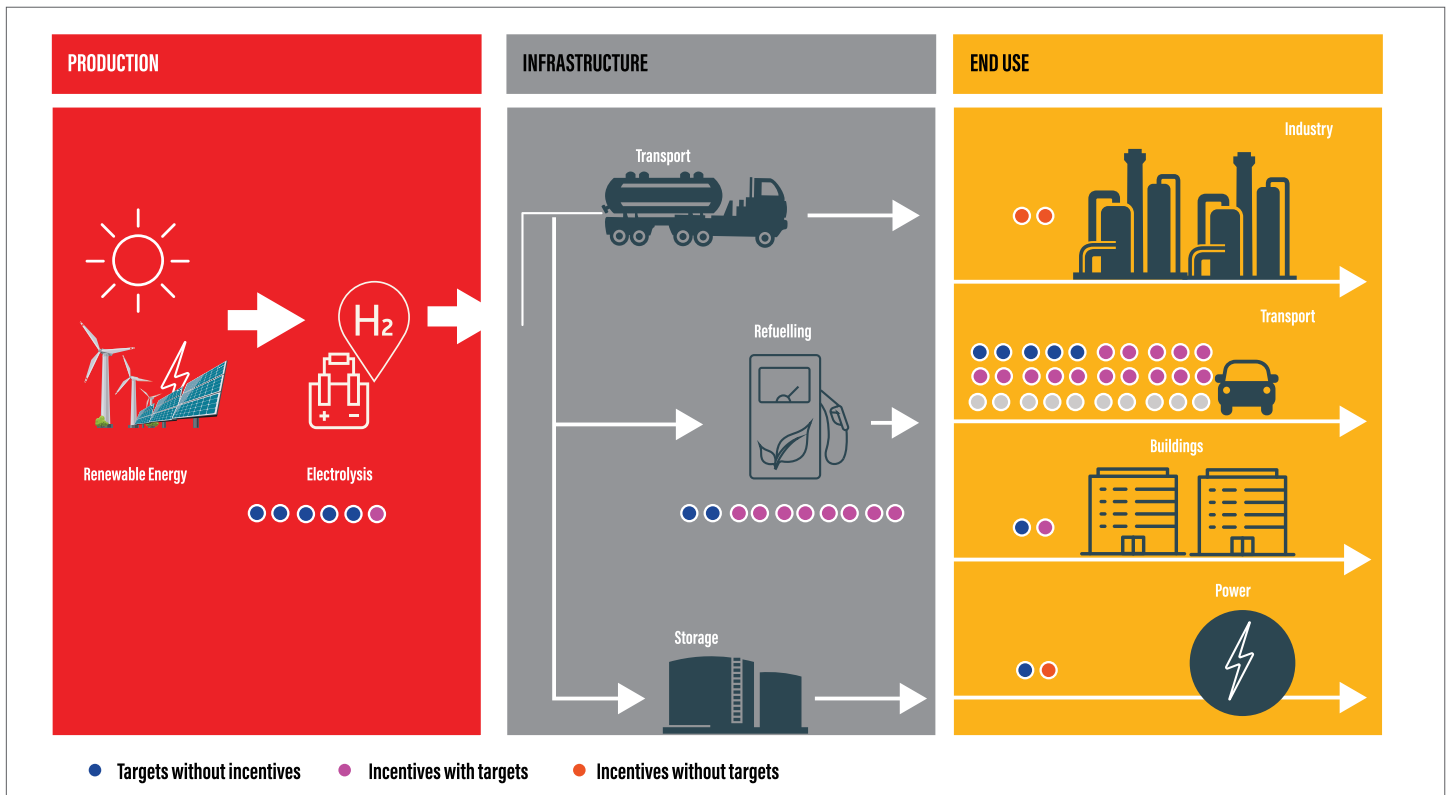 PRODUCTION
INFRASTRUCTURE
END USE
H2
+ -
Renewable Energy
Electrolysis
Transport
Refuelling
Storage
Industry
Transport
Buildings
Power
Targets without incentives
Incentives with targets
Incentives without targets